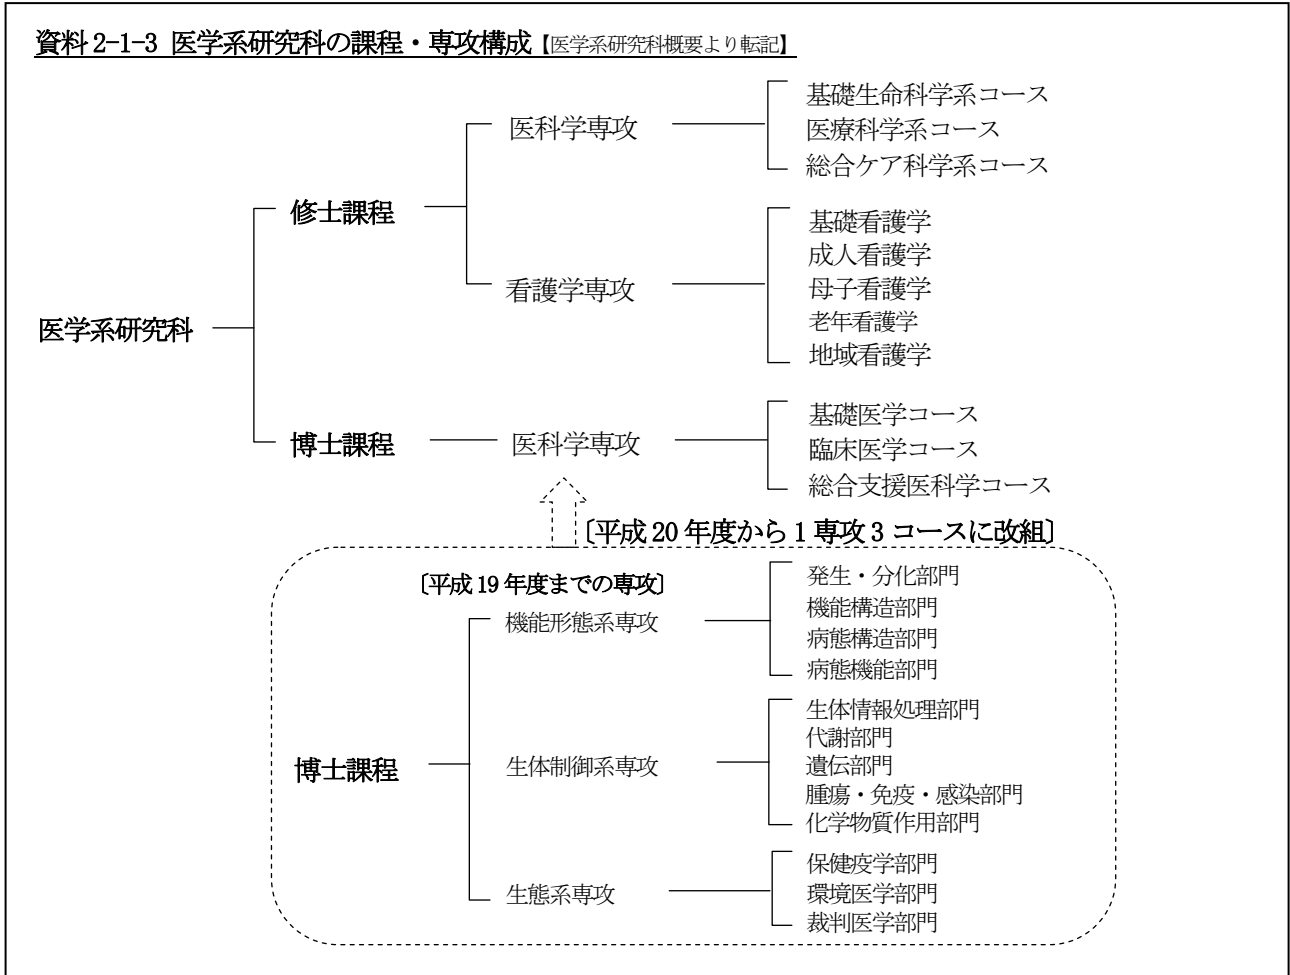 資料 2-1-3 医学系研究科の課程・専攻構成【医学系研究科概要より転記】
基礎生命科学系コース
医科学専攻
医療科学系コース
総合ケア科学系コース
修士課程
基礎看護学
成人看護学
看護学専攻
母子看護学
老年看護学
地域看護学
医学系研究科
基礎医学コース
博士課程
医科学専攻
臨床医学コース
総合支援医科学コース
〔平成 20 年度から 1 専攻 3 コースに改組〕
〔平成 19 年度までの専攻〕
発生・分化部門
機能形態系専攻
機能構造部門
病態構造部門
病態機能部門
生体情報処理部門
代謝部門
博士課程
生体制御系専攻
遺伝部門
腫瘍・免疫・感染部門
化学物質作用部門
保健疫学部門
生態系専攻
環境医学部門
裁判医学部門